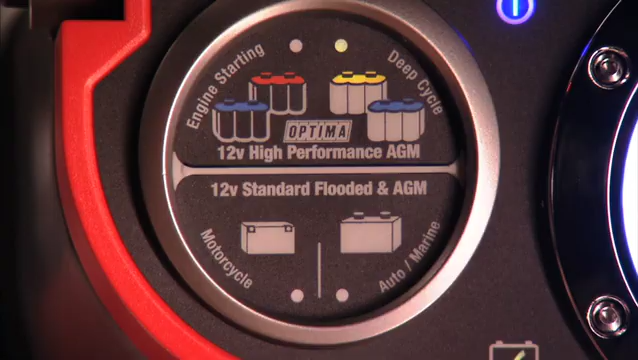 Engine Starting
Deep Cycle
OPTIMA
12v High Performance AGM
12v Standard Flooded & AGM
Motorcycle
Auto / Marine